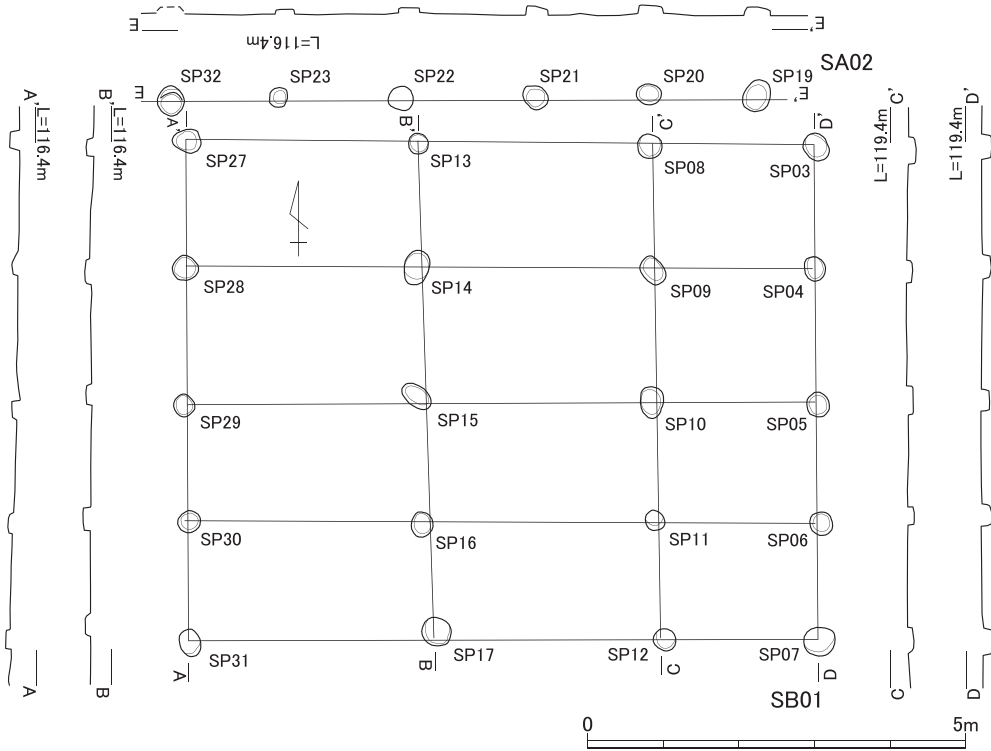 E
E'
L=116.4m
SA02
SP32
SP23
SP22
SP21
SP20
SP19
E
E'
A'
B'
C'
D'
A'
L=116.4m
B'
L=116.4m
L=119.4m
C'
L=119.4m
D'
SP27
SP13
SP08
SP03
SP28
SP14
SP09
SP04
SP29
SP15
SP10
SP05
SP30
SP16
SP11
SP06
SP31
SP17
SP12
SP07
A
B
C
D
A
B
C
D
SB01
0
5m